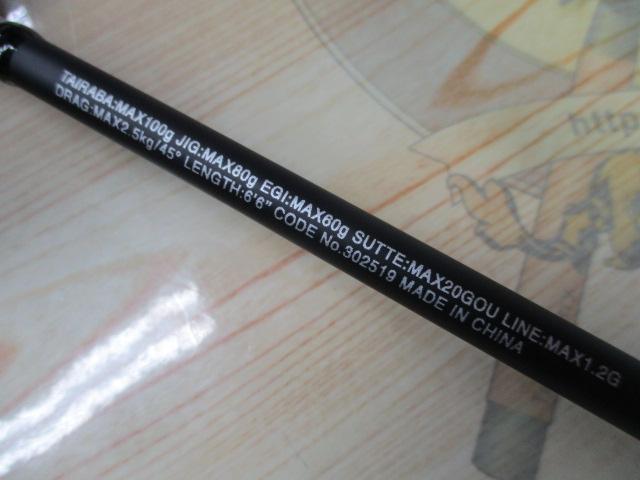 TAIRABA:MAX100g JIG:MAX80g EGI:MAX60g SUTTE:MAX20GOU LINE:MAX1.2G
DRAG:MAX2.5kg/45° LENGTH:6'6" CODE No.302519 MADE IN CHINA
http